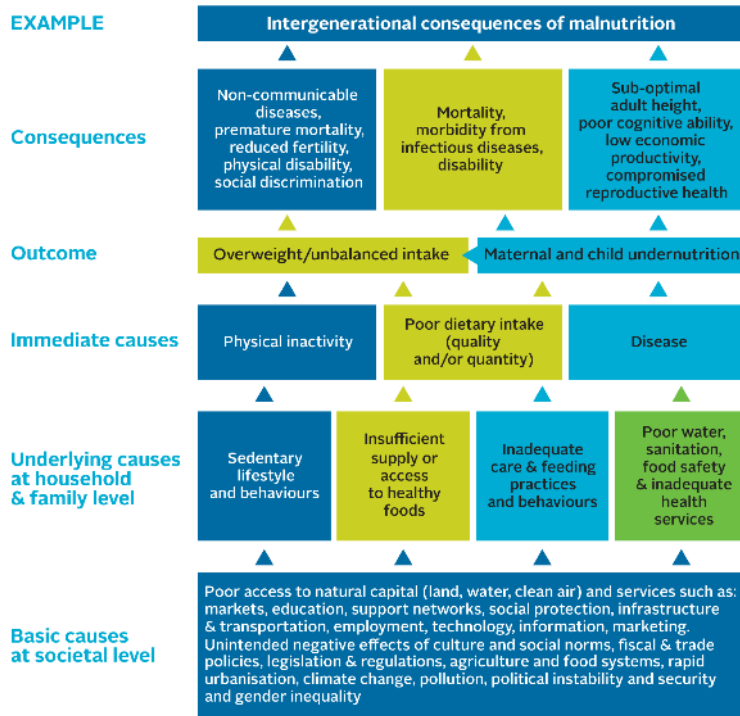 EXAMPLE
Intergenerational consequences of malnutrition
Consequences
Non-communicable
diseases,
premature mortality,
reduced fertility,
physical disability,
social discrimination
Mortality,
morbidity from
infectious diseases,
disability
Sub-optimal
adult height,
poor cognitive ability,
low economic
productivity,
compromised
reproductive health
Outcome
Overweight/unbalanced intake
Maternal and child undernutrition
Immediate causes
Physical inactivity
Poor dietary intake
(quality
and/or quantity)
Disease
Underlying causes
at household
& family level
Sedentary
lifestyle
and behaviours
Insufficient
supply or
access
to healthy
foods
Inadequate
care & feeding
practices
and behaviours
Poor water,
sanitation,
food safety
& inadequate
health
services
Basic causes
at societal level
Poor access to natural capital (land, water, clean air) and services such as:
markets, education, support networks, social protection, infrastructure
& transportation, employment, technology, information, marketing.
Unintended negative effects of culture and social norms, fiscal & trade
policies, legislation & regulations, agriculture and food systems, rapid
urbanisation, climate change, pollution, political instability and security
and gender inequality